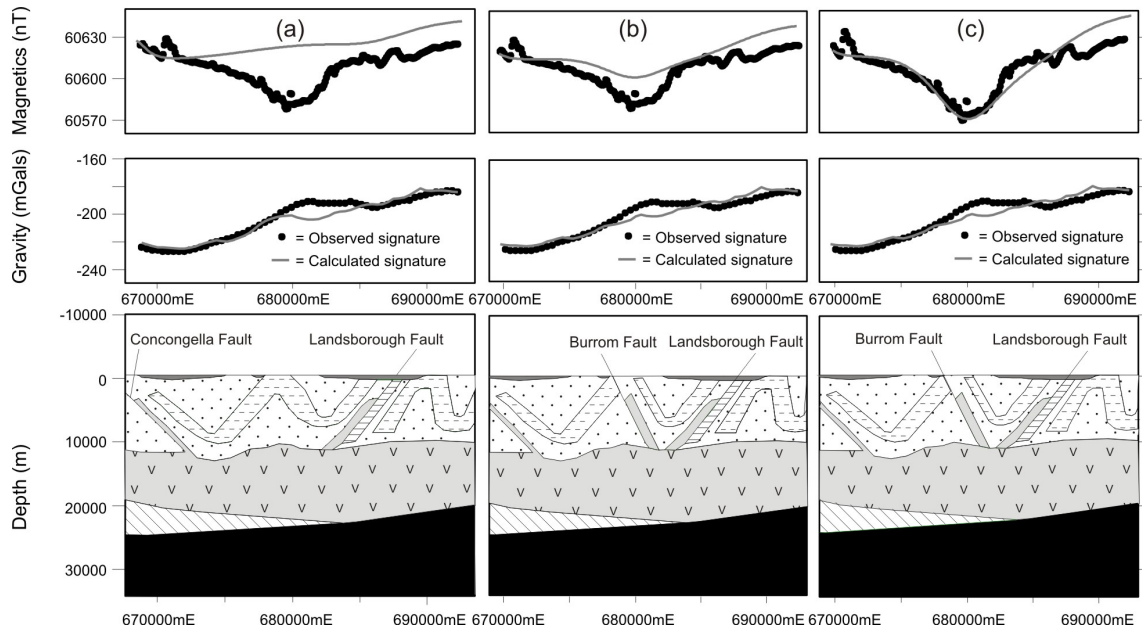 Magnetics (nT)
60630
60600
60570
(a)
(b)
(c)
Gravity (mGals)
-160
-200
-240
= Observed signature
= Calculated signature
= Observed signature
= Calculated signature
= Observed signature
= Calculated signature
670000mE
680000mE
690000mE
670000mE
680000mE
690000mE
670000mE
680000mE
690000mE
Depth (m)
-10000
0
10000
20000
30000
Concongella Fault
Landsborough Fault
Burrom Fault
Landsborough Fault
Burrom Fault
Landsborough Fault
V V V V V V
V V V V V V
V V V V V V
670000mE
680000mE
690000mE
670000mE
680000mE
690000mE
670000mE
680000mE
690000mE